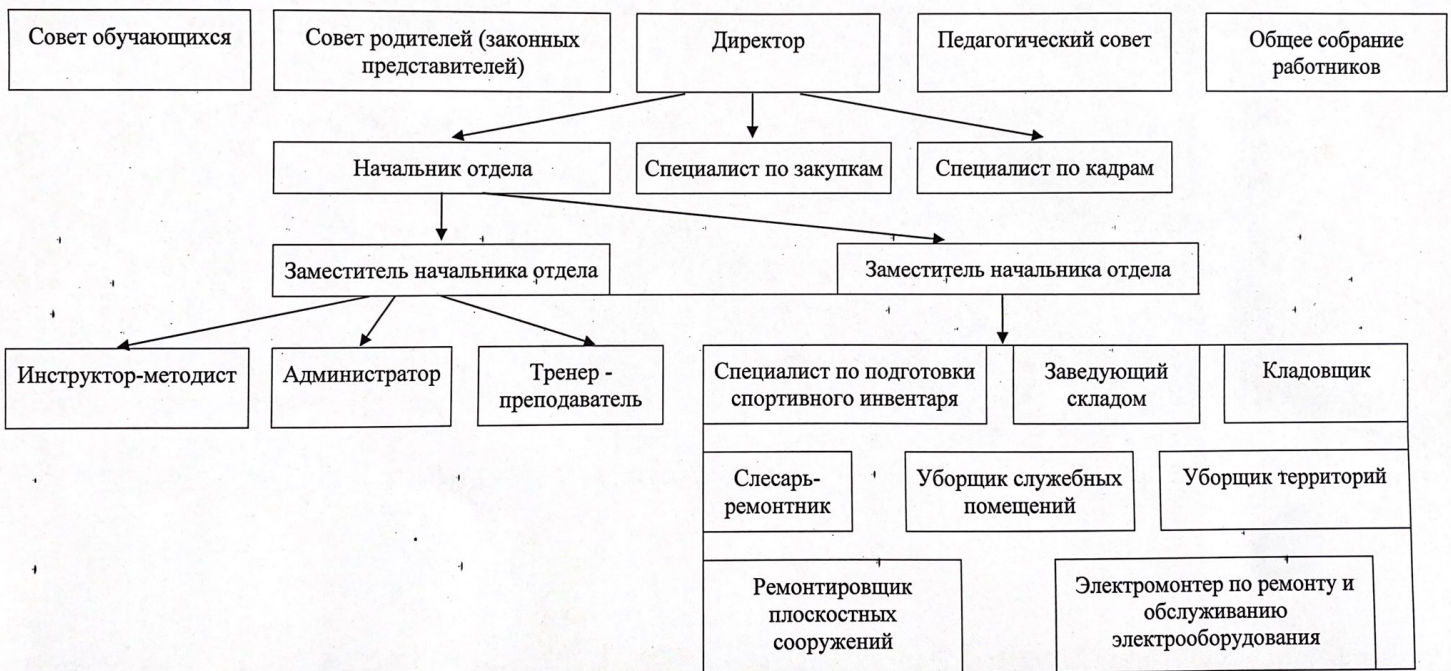 Совет обучающихся
Совет родителей (законных
представителей)
Директор
Педагогический совет
Общее собрание
работников
Начальник отдела
Специалист по закупкам
Специалист по кадрам
Заместитель начальника отдела
Заместитель начальника отдела
Инструктор-методист
Администратор
Тренер -
преподаватель
Специалист по подготовки
спортивного инвентаря
Заведующий
складом
Кладовщик
Слесарь-
ремонтник
Уборщик служебных
помещений
Уборщик территорий
Ремонтировщик
плоскостных
сооружений
Электромонтер по ремонту и
обслуживанию
электрооборудования